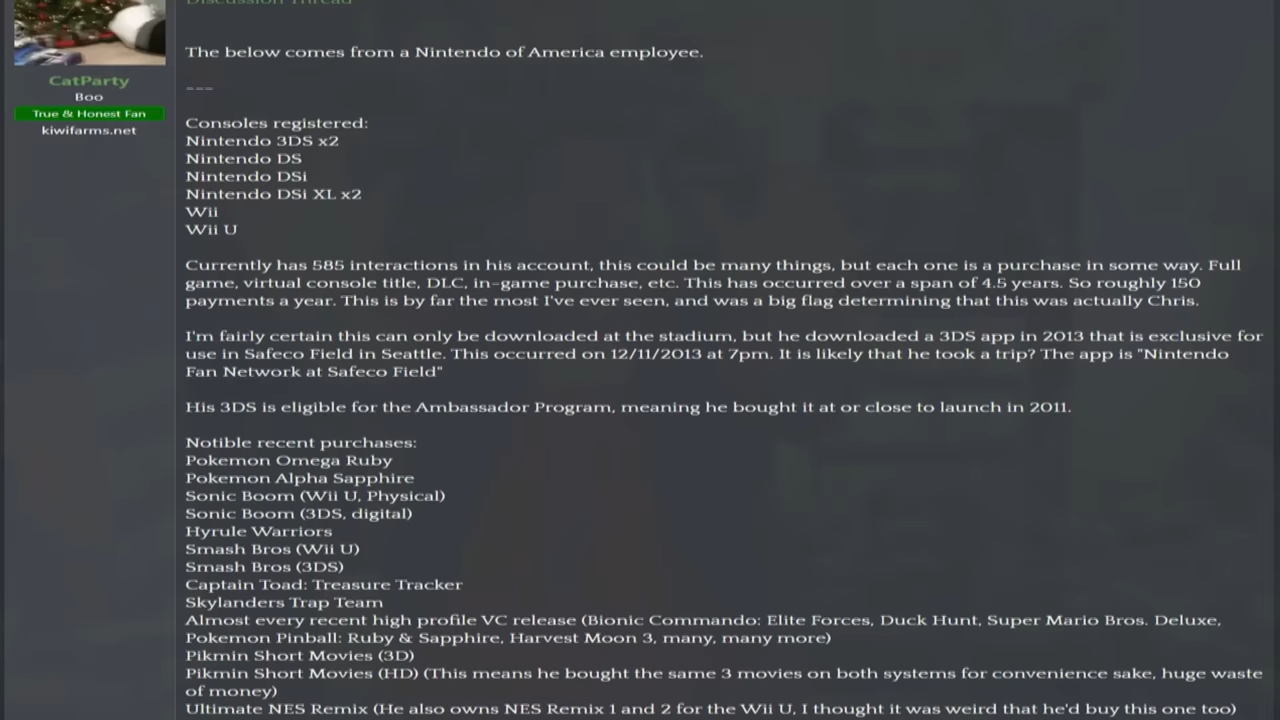 Discussion Thread
The below comes from a Nintendo of America employee.
===
CatParty
Boo
True & Honest Fan
kiwifarms.net
Consoles registered:
Nintendo 3DS x2
Nintendo DS
Nintendo DSi
Nintendo DSi XL x2
Wii
Wii U
Currently has 585 interactions in his account, this could be many things, but each one is a purchase in some way. Full
game, virtual console title, DLC, in-game purchase, etc. This has occurred over a span of 4.5 years. So roughly 150
payments a year. This is by far the most I've ever seen, and was a big flag determining that this was actually Chris.
I'm fairly certain this can only be downloaded at the stadium, but he downloaded a 3DS app in 2013 that is exclusive for
use in Safeco Field in Seattle. This occurred on 12/11/2013 at 7pm. It is likely that he took a trip? The app is "Nintendo
Fan Network at Safeco Field"
His 3DS is eligible for the Ambassador Program, meaning he bought it at or close to launch in 2011.
Notible recent purchases:
Pokemon Omega Ruby
Pokemon Alpha Sapphire
Sonic Boom (Wii U, Physical)
Sonic Boom (3DS, digital)
Hyrule Warriors
Smash Bros (Wii U)
Smash Bros (3DS)
Captain Toad: Treasure Tracker
Skylanders Trap Team
Almost every recent high profile VC release (Bionic Commando: Elite Forces, Duck Hunt, Super Mario Bros. Deluxe,
Pokemon Pinball: Ruby & Sapphire, Harvest Moon 3, many, many more)
Pikmin Short Movies (3D)
Pikmin Short Movies (HD) (This means he bought the same 3 movies on both systems for convenience sake, huge waste
of money)
Ultimate NES Remix (He also owns NES Remix 1 and 2 for the Wii U, I thought it was weird that he'd buy this one too)